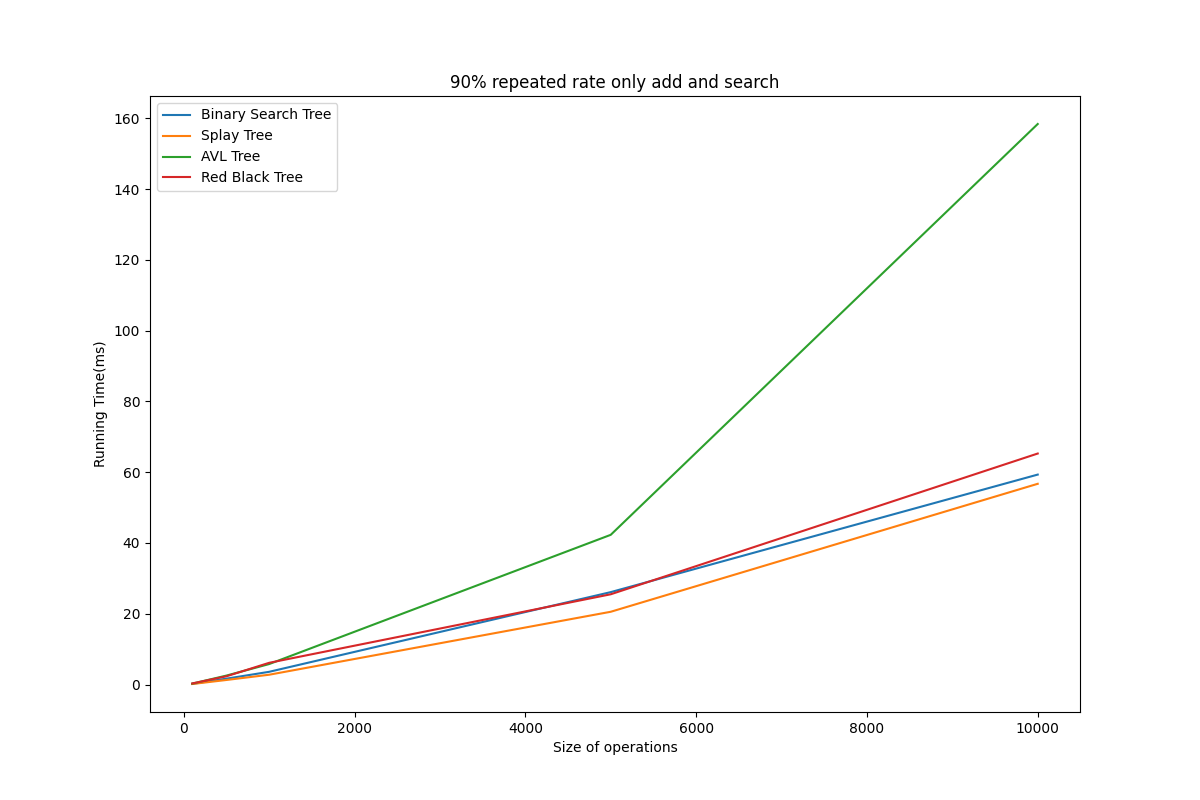 90% repeated rate only add and search
Binary Search Tree
Splay Tree
AVL Tree
Red Black Tree
160
140
120
100
80
60
40
20
0
Running Time(ms)
0 2000 4000 6000 8000 10000
Size of operations